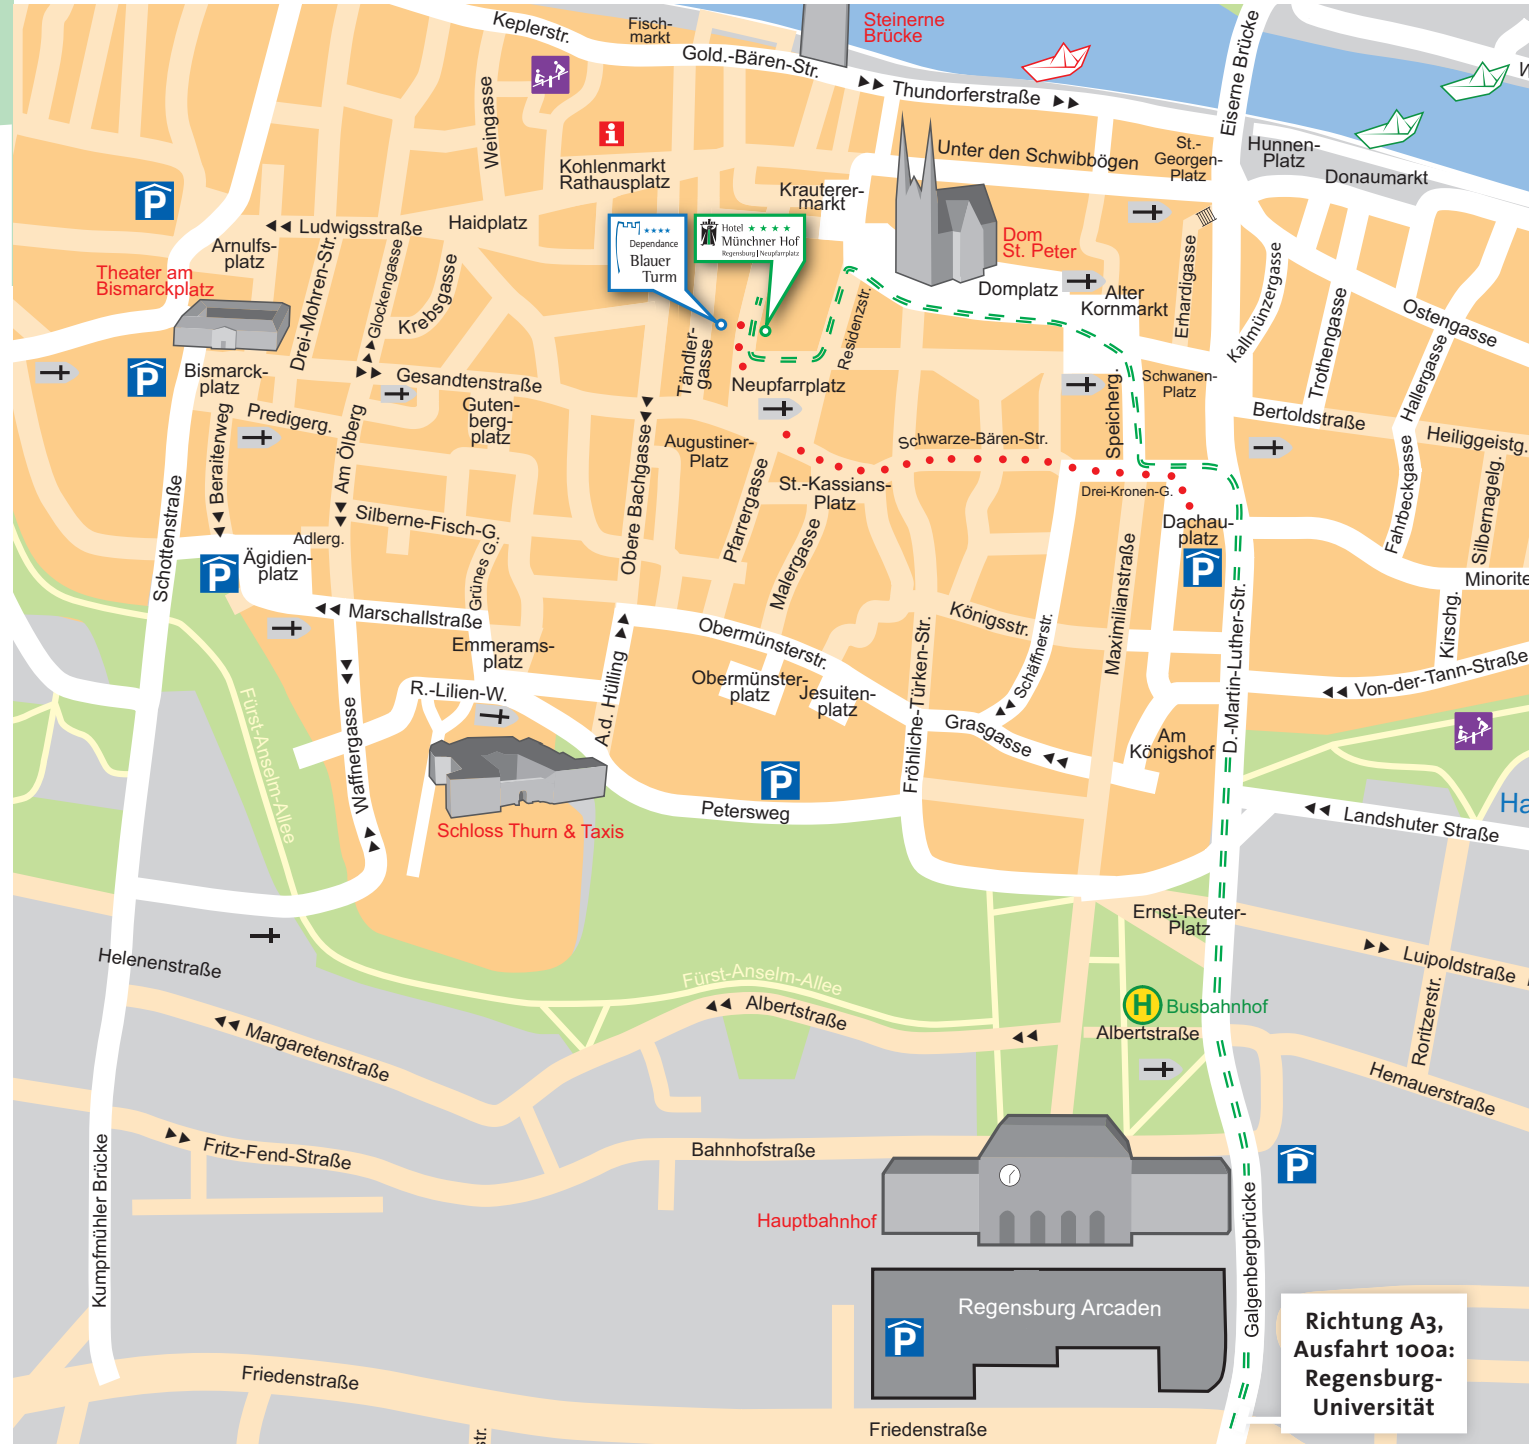 Keplerstr.
Fisch-
markt
Steinerne
Brücke
Gold.-Bären-Str.
Thundorferstraße
Eiserne Brücke
Weingasse
Kohlenmarkt
Rathausplatz
Unter den Schwibbögen
St.-
Georgen-
Platz
Hunnen-
Platz
Donaumarkt
P
Krauterer-
markt
Ludwigsstraße
Haidplatz
Arnulfs-
platz
Dependance
Blauer
Turm
Hotel
Münchner Hof
Regensburg | Neupfarrplatz
Dom
St. Peter
Domplatz
Alter
Kornmarkt
Erhardigasse
Kallmünzergasse
Trothengasse
Ostengasse
Hallergasse
Theater am
Bismarckplatz
Drei-Mohren-Str.
Glockengasse
Krebsgasse
Tändler-
gasse
Residenzstr.
P
Bismarck-
platz
Gesandtenstraße
Neupfarrplatz
Schwanen-
Platz
Speicherg.
Predigerg.
Guten-
berg-
platz
Bertoldstraße
Heiliggeistg.
Beraiterweg
Am Ölberg
Augustiner-
Platz
Schwarze-Bären-Str.
Obere Bachgasse
Pfarrergasse
St.-Kassians-
Platz
Drei-Kronen-G.
Schottenstraße
Silberne-Fisch-G.
Dachau-
platz
P
Fahrbeckgasse
Silbernagelg.
Adlerg.
P
Ägidien-
platz
Grünes G.
Malergasse
Maximilianstraße
Minorite
Marschallstraße
Königsstr.
Kirschg.
Emmerams-
platz
Obermünsterstr.
Fröhliche-Türken-Str.
Schäffnerstr.
D.-Martin-Luther-Str.
Von-der-Tann-Straße
R.-Lilien-W.
A.d. Hülling
Obermünster-
platz
Jesuiten-
platz
Fürst-Anselm-Allee
Waffnergasse
Grasgasse
Am
Königshof
P
Petersweg
Schloss Thurn & Taxis
Landshuter Straße
Ha
Ernst-Reuter-
Platz
Helenenstraße
Luipoldstraße
Fürst-Anselm-Allee
Albertstraße
H
Busbahnhof
Albertstraße
Roritzerstr.
Margaretenstraße
Hemauerstraße
Kumpfmühler Brücke
Fritz-Fend-Straße
Bahnhofstraße
P
Hauptbahnhof
Galgenbergbrücke
Regensburg Arcaden
P
Richtung A3,
Ausfahrt 100a:
Regensburg-
Universität
Friedenstraße
Friedenstraße
str.